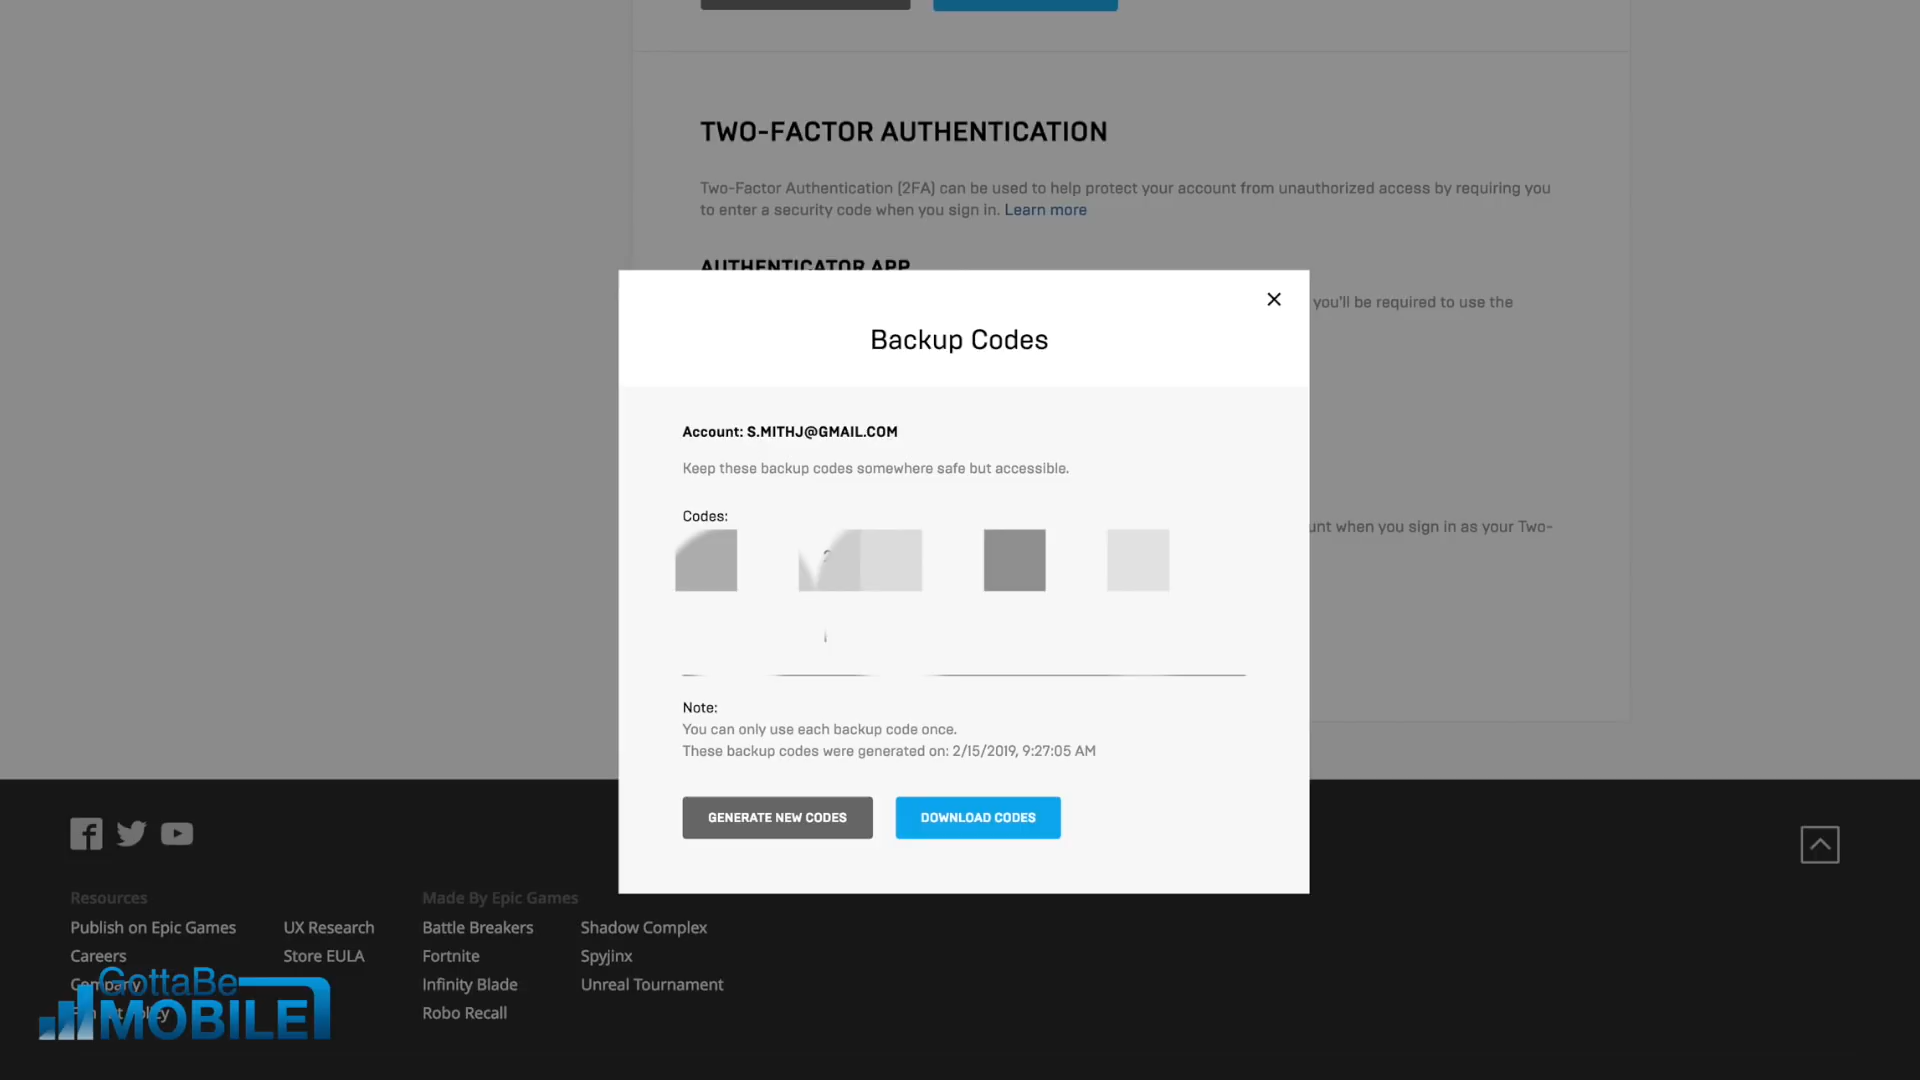 TWO-FACTOR AUTHENTICATION
Two-Factor Authentication (2FA) can be used to help protect your account from unauthorized access by requiring you
to enter a security code when you sign in. Learn more
AUTHENTICATOR APP
you'll be required to use the
Backup Codes
Account: S.MITHJ@GMAIL.COM
Keep these backup codes somewhere safe but accessible.
Codes:
unt when you sign in as your Two-
Note:
You can only use each backup code once.
These backup codes were generated on: 2/15/2019, 9:27:05 AM
GENERATE NEW CODES
DOWNLOAD CODES
Resources
Publish on Epic Games
Careers
Company
UX Research
Store EULA
Made By Epic Games
Battle Breakers
Fortnite
Infinity Blade
Robo Recall
Shadow Complex
Spyjinx
Unreal Tournament
GottaBe
MOBILE